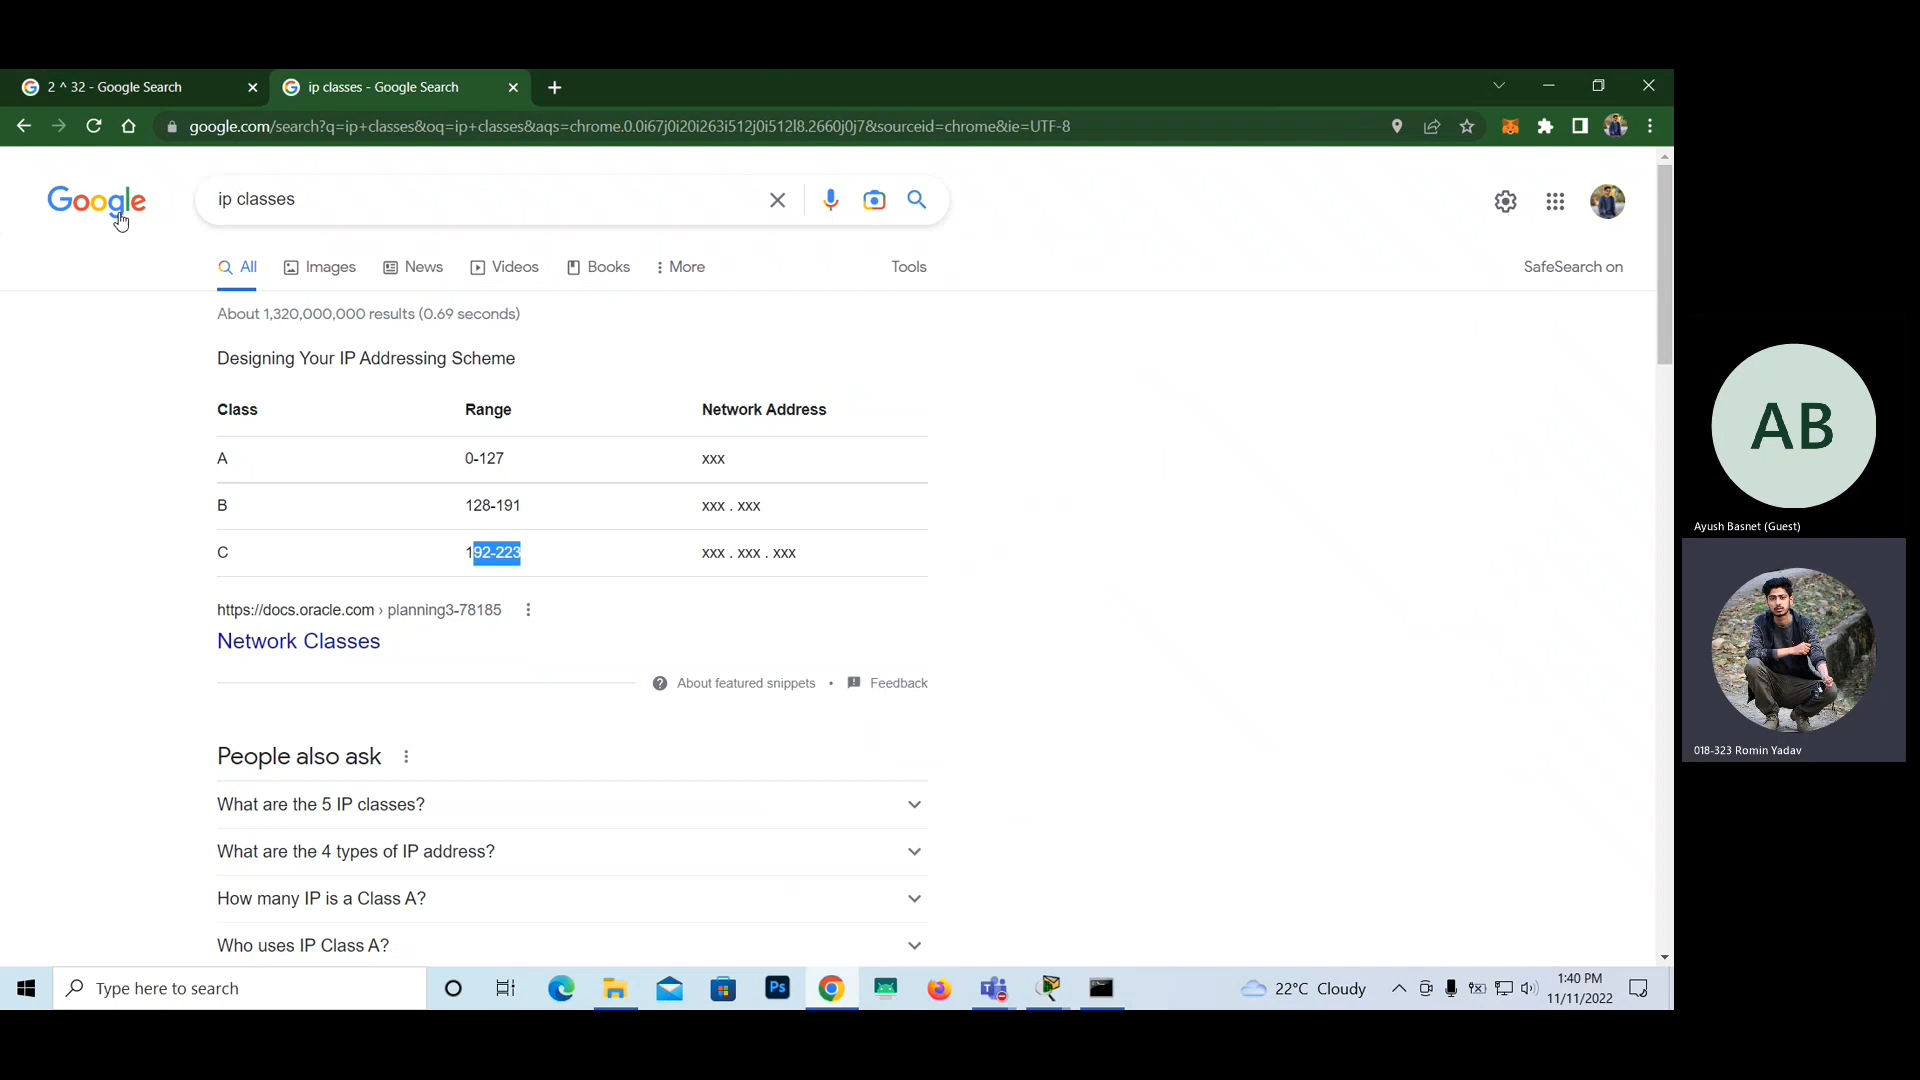 2 ^ 32 - Google Search
ip classes - Google Search
google.com/search?q=ip+classes&oq=ip+classes&aqs=chrome.0.0i67j0i20i263i512j0i512l8.2660j0j7&sourceid=chrome&ie=UTF-8
Google
ip classes
All Images News Videos Books More Tools SafeSearch on
About 1,320,000,000 results (0.69 seconds)
Designing Your IP Addressing Scheme
Class Range Network Address
A 0-127 xxx
B 128-191 xxx . xxx
C 192-223 xxx . xxx . xxx
https://docs.oracle.com › planning3-78185
Network Classes
About featured snippets • Feedback
People also ask
What are the 5 IP classes?
What are the 4 types of IP address?
How many IP is a Class A?
Who uses IP Class A?
AB
Ayush Basnet (Guest)
018-323 Romin Yadav
Type here to search
Ps
22°C Cloudy
1:40 PM
11/11/2022